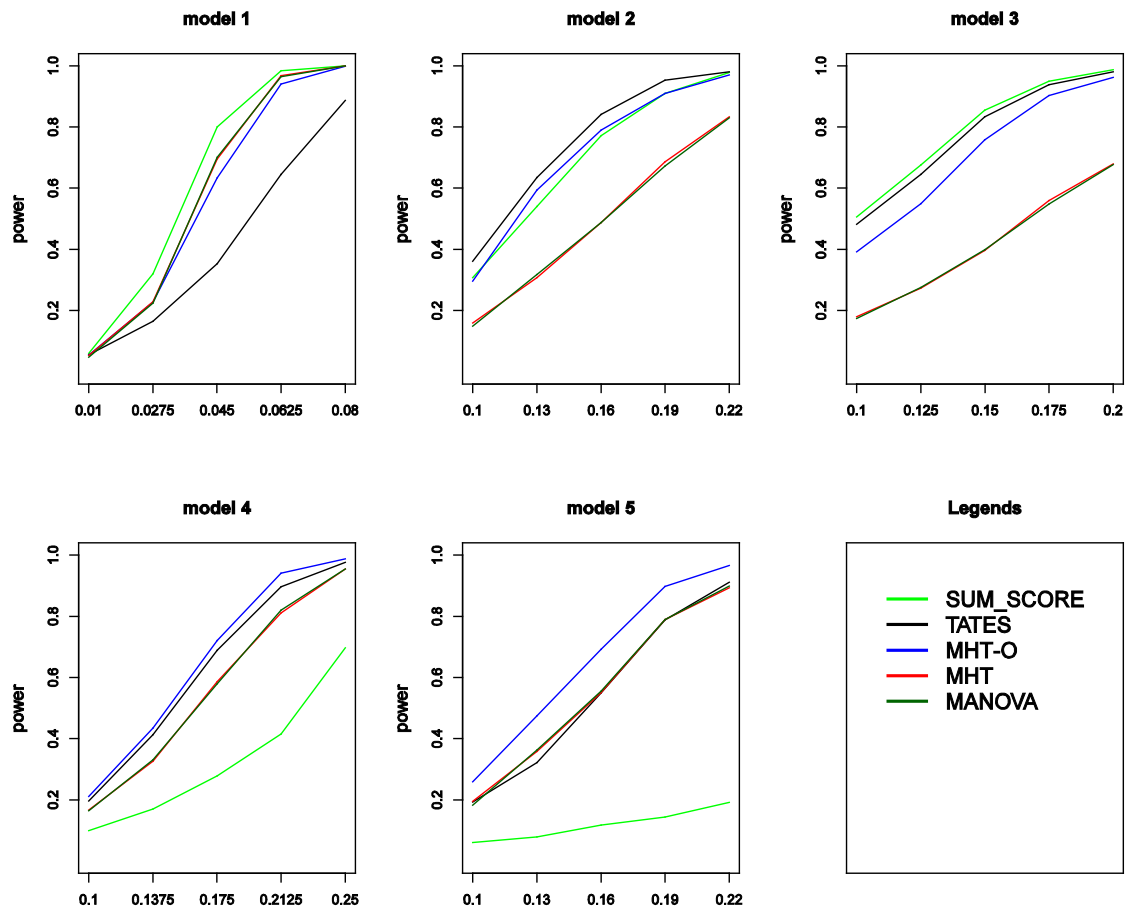 model 1
power
1.0
0.8
0.6
0.4
0.2
0.01 0.0275 0.045 0.0625 0.08
model 2
power
1.0
0.8
0.6
0.4
0.2
0.1 0.13 0.16 0.19 0.22
model 3
power
1.0
0.8
0.6
0.4
0.2
0.1 0.125 0.15 0.175 0.2
model 4
power
1.0
0.8
0.6
0.4
0.2
0.1 0.1375 0.175 0.2125 0.25
model 5
power
1.0
0.8
0.6
0.4
0.2
0.1 0.13 0.16 0.19 0.22
Legends
SUM_SCORE
TATES
MHT-O
MHT
MANOVA